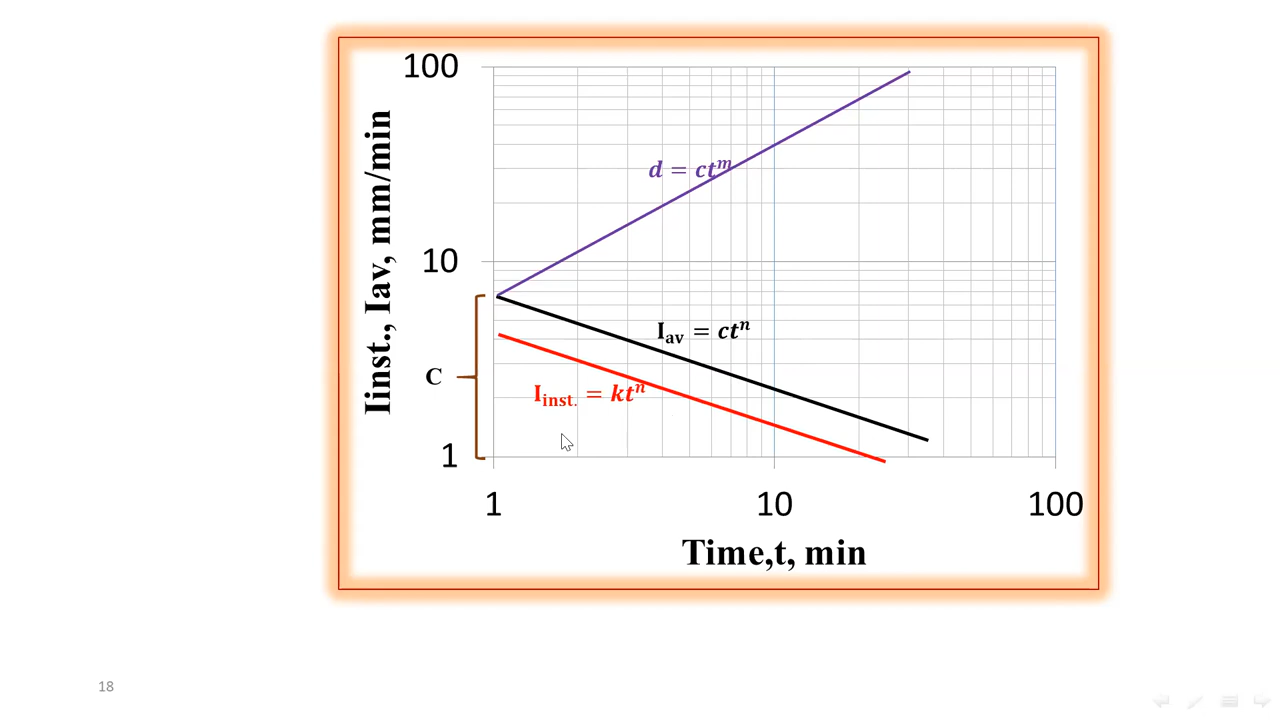 100
10
1
Iinst., Iav, mm/min
d = ct^m
I_av = ct^n
C
I_inst. = kt^n
1 10 100
Time,t, min
18